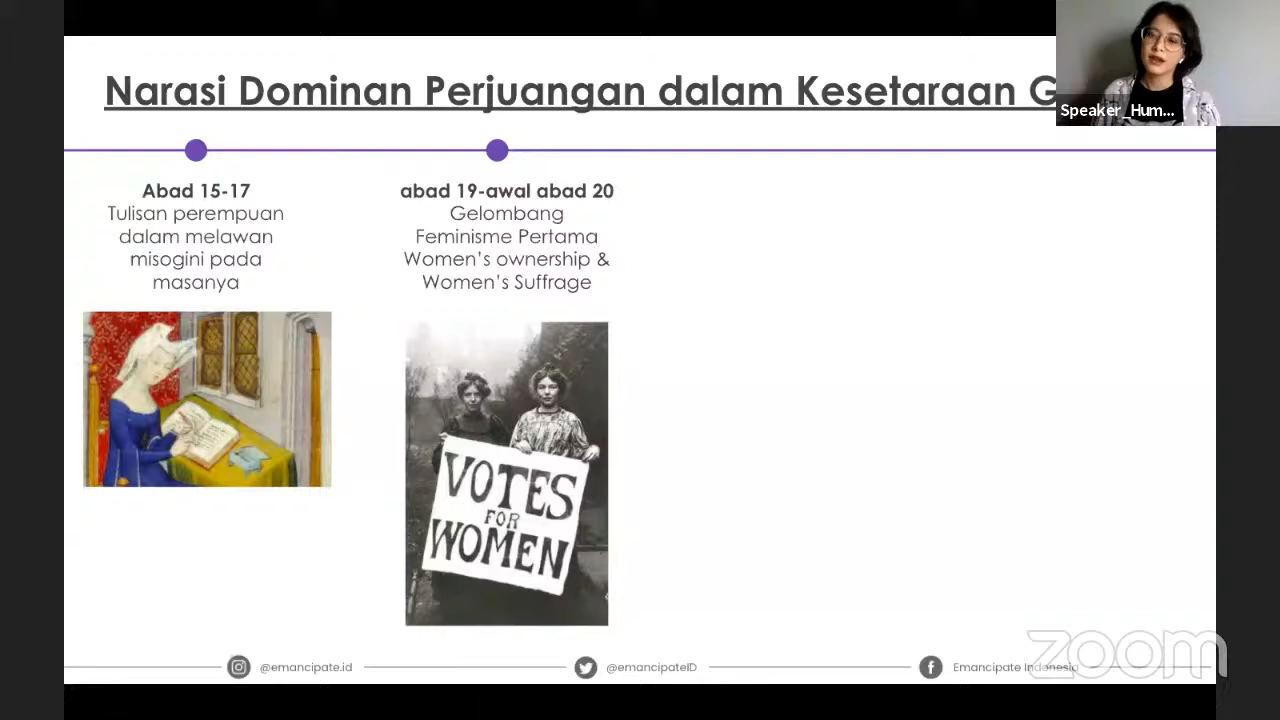 Narasi Dominan Perjuangan dalam Kesetaraan G
Speaker_Hum...
Abad 15-17
Tulisan perempuan
dalam melawan
misogini pada
masanya
abad 19-awal abad 20
Gelombang
Feminisme Pertama
Women's ownership &
Women's Suffrage
VOTES
FOR
WOMEN
@emancipate.id
@emancipateID
Emancipate Indonesia
zoom